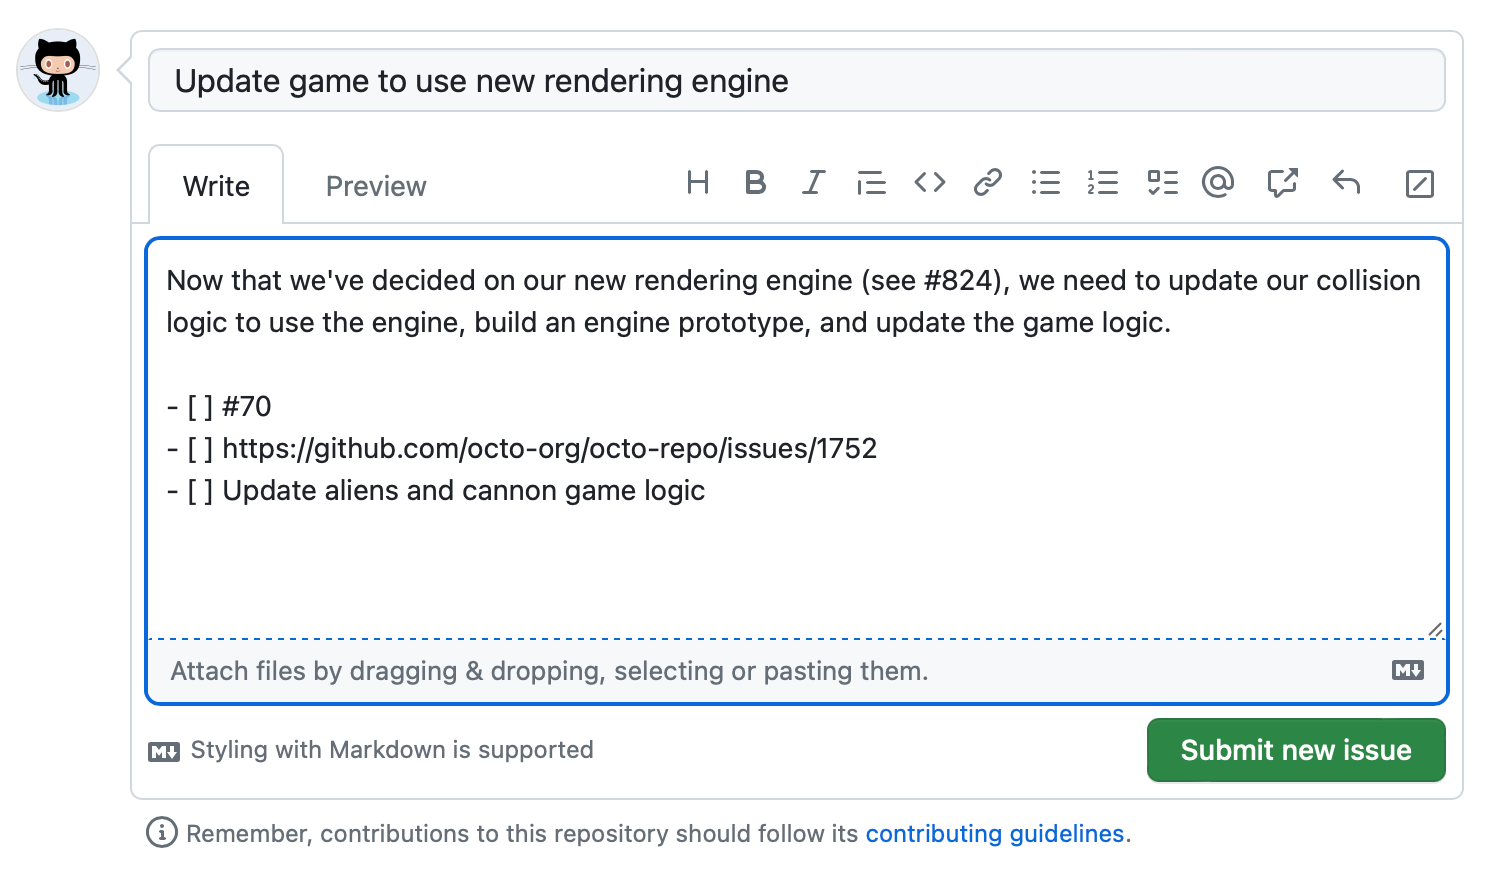 Update game to use new rendering engine
Write
Preview
Now that we've decided on our new rendering engine (see #824), we need to update our collision
logic to use the engine, build an engine prototype, and update the game logic.
- [ ] #70
- [ ] https://github.com/octo-org/octo-repo/issues/1752
- [ ] Update aliens and cannon game logic
Attach files by dragging & dropping, selecting or pasting them.
Styling with Markdown is supported
Submit new issue
Remember, contributions to this repository should follow its contributing guidelines.